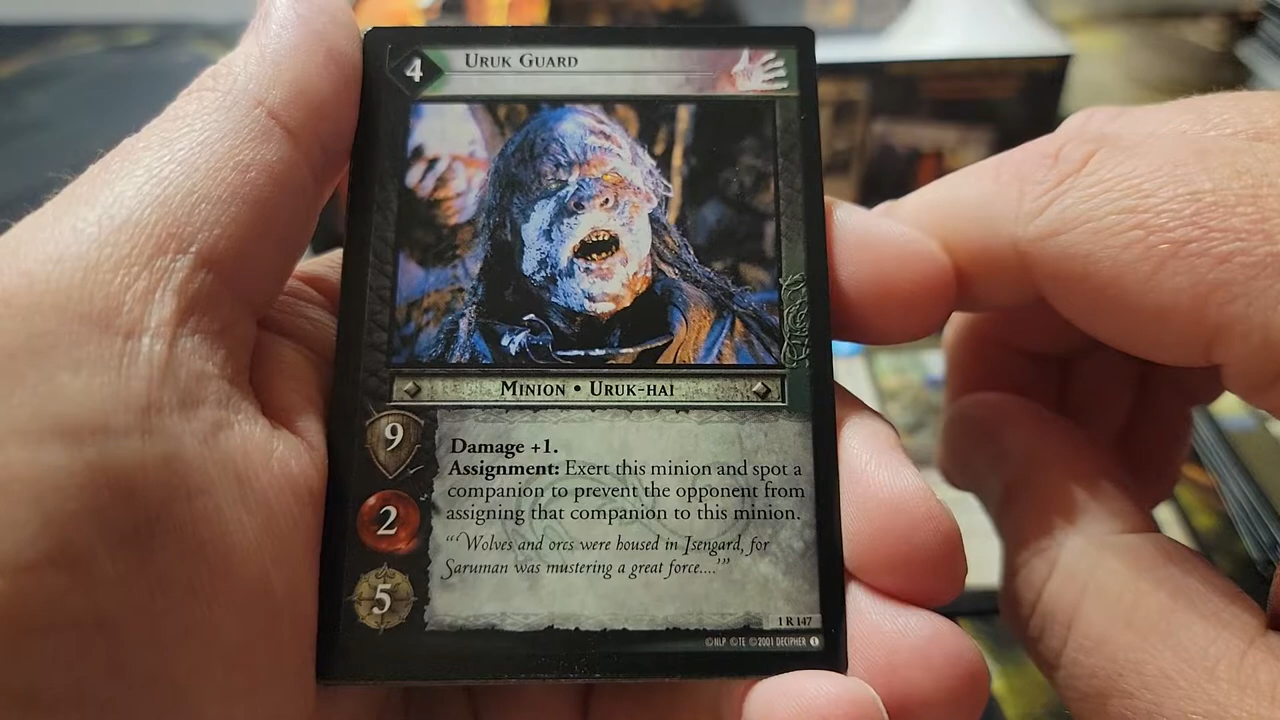 4
Uruk Guard
Minion • Uruk-hai
9
2
5
Damage +1.
Assignment: Exert this minion and spot a
companion to prevent the opponent from
assigning that companion to this minion.
"'Wolves and orcs were housed in Isengard, for
Saruman was mustering a great force....'"
1 R 147
©NLP ©TE ©2001 DECIPHER